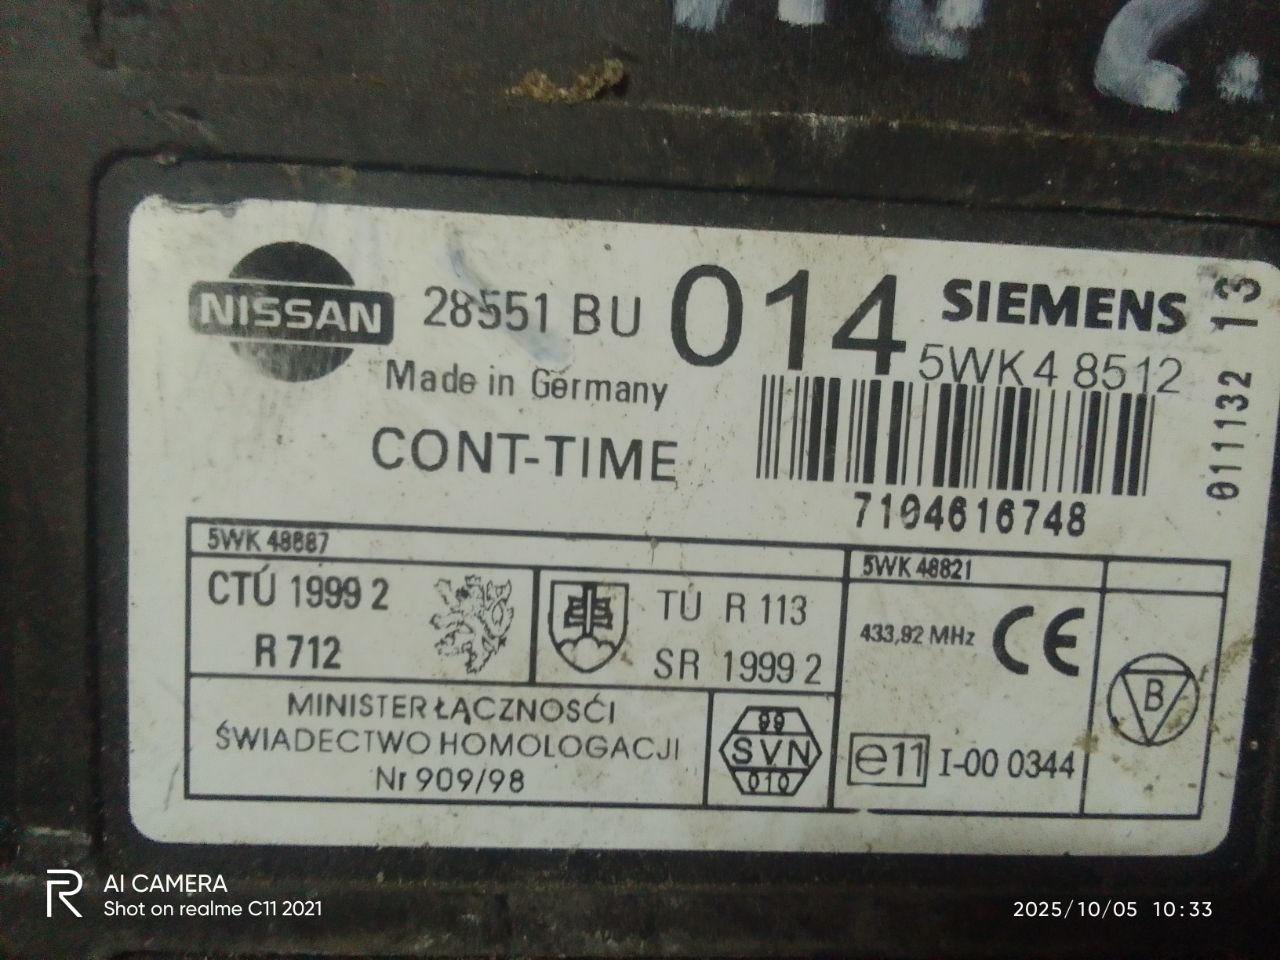 NISSAN
28551 BU 014
SIEMENS
5WK4 8512
Made in Germany
CONT-TIME
7104616748
011132 13
5WK 48687
CTÚ 1999 2
R 712
TÚ R 113
SR 1999 2
5WK 48821
433,92 MHz
CE
B
MINISTER ŁĄCZNOSĆI
ŚWIADECTWO HOMOLOGACJI
Nr 909/98
99
SVN
010
e11 I-00 0344
R
AI CAMERA
Shot on realme C11 2021
2025/10/05 10:33